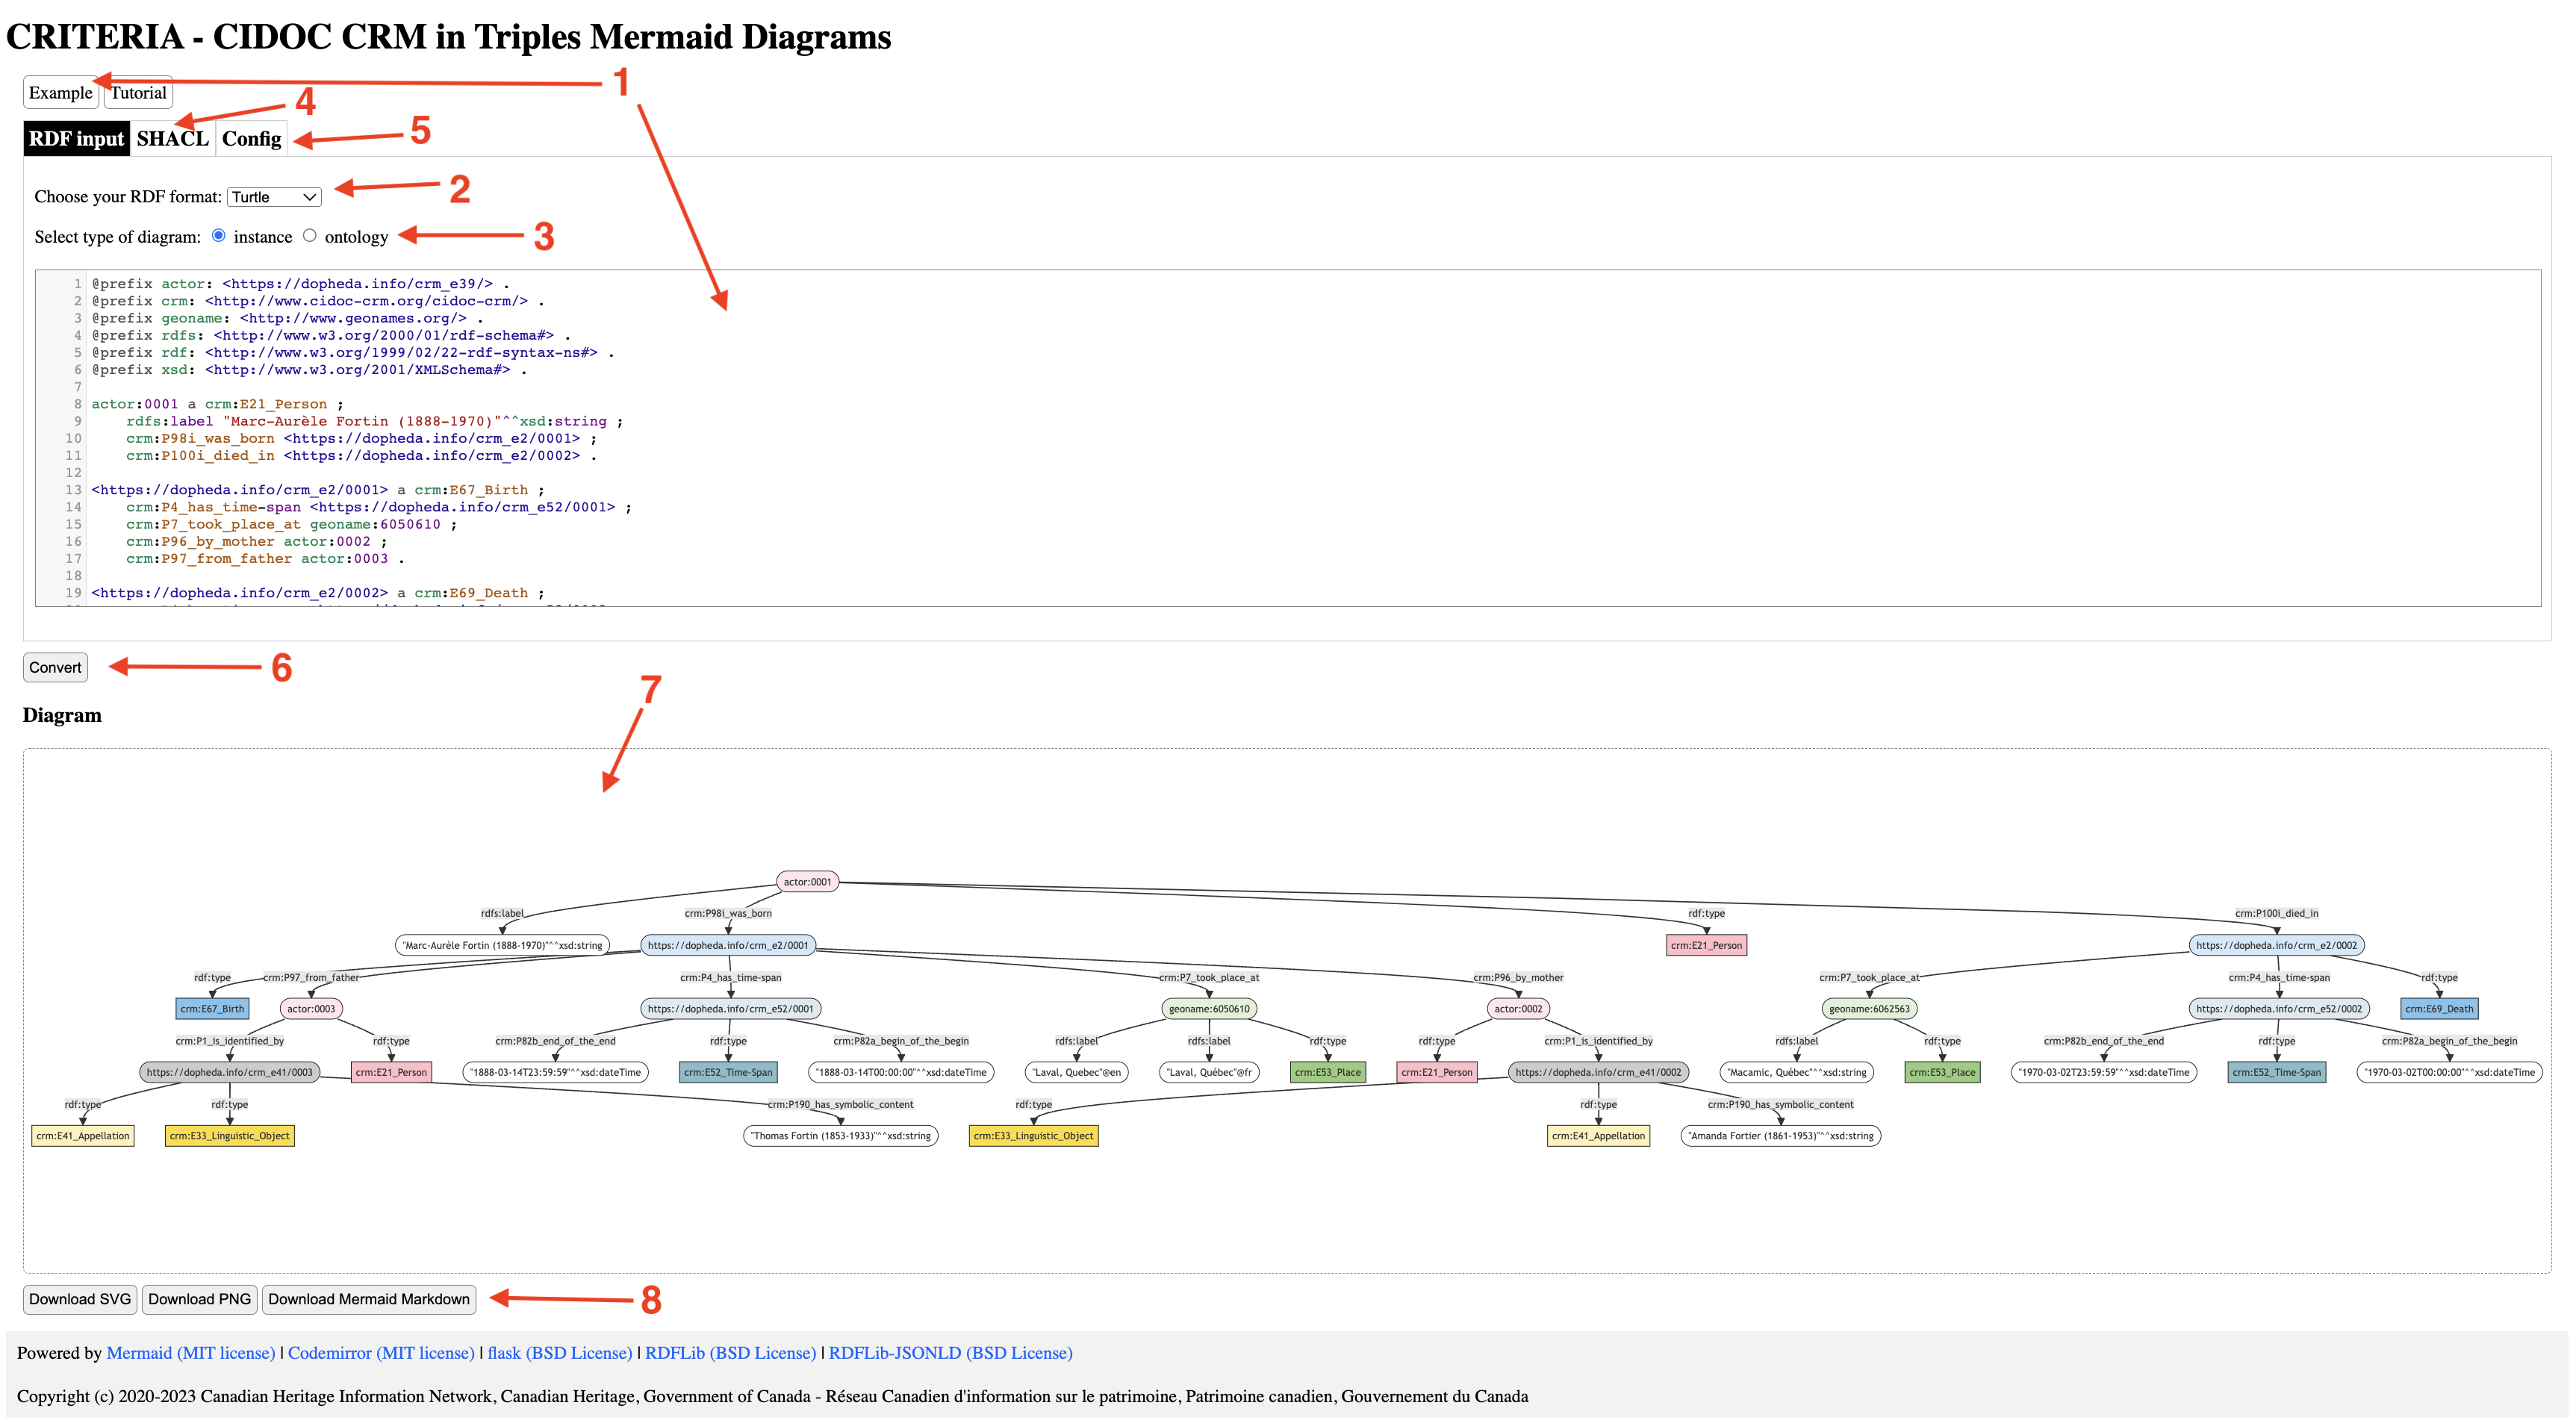 CRITERIA - CIDOC CRM in Triples Mermaid Diagrams
1
Example Tutorial
4
RDF input SHACL Config
5
Choose your RDF format: Turtle
2
Select type of diagram: instance ontology
3
1 @prefix actor: <https://dopheda.info/crm_e39/> .
2 @prefix crm: <http://www.cidoc-crm.org/cidoc-crm/> .
3 @prefix geoname: <http://www.geonames.org/> .
4 @prefix rdfs: <http://www.w3.org/2000/01/rdf-schema#> .
5 @prefix rdf: <http://www.w3.org/1999/02/22-rdf-syntax-ns#> .
6 @prefix xsd: <http://www.w3.org/2001/XMLSchema#> .
7
8 actor:0001 a crm:E21_Person ;
9 rdfs:label "Marc-Aurèle Fortin (1888-1970)"^^xsd:string ;
10 crm:P98i_was_born <https://dopheda.info/crm_e2/0001> ;
11 crm:P100i_died_in <https://dopheda.info/crm_e2/0002> .
12
13 <https://dopheda.info/crm_e2/0001> a crm:E67_Birth ;
14 crm:P4_has_time-span <https://dopheda.info/crm_e52/0001> ;
15 crm:P7_took_place_at geoname:6050610 ;
16 crm:P96_by_mother actor:0002 ;
17 crm:P97_from_father actor:0003 .
18
19 <https://dopheda.info/crm_e2/0002> a crm:E69_Death ;
Convert
6
7
Diagram
actor:0001
rdfs:label crm:P98i_was_born rdf:type crm:P100i_died_in
"Marc-Aurèle Fortin (1888-1970)"^^xsd:string https://dopheda.info/crm_e2/0001 crm:E21_Person https://dopheda.info/crm_e2/0002
rdf:type crm:P97_from_father crm:P4_has_time-span crm:P7_took_place_at crm:P96_by_mother crm:P7_took_place_at crm:P4_has_time-span rdf:type
crm:E67_Birth actor:0003 https://dopheda.info/crm_e52/0001 geoname:6050610 actor:0002 geoname:6062563 https://dopheda.info/crm_e52/0002 crm:E69_Death
crm:P1_is_identified_by rdf:type crm:P82b_end_of_the_end rdf:type crm:P82a_begin_of_the_begin rdfs:label rdfs:label rdf:type rdf:type crm:P1_is_identified_by rdfs:label rdf:type crm:P82b_end_of_the_end rdf:type crm:P82a_begin_of_the_begin
https://dopheda.info/crm_e41/0003 crm:E21_Person "1888-03-14T23:59:59"^^xsd:dateTime crm:E52_Time-Span "1888-03-14T00:00:00"^^xsd:dateTime "Laval, Quebec"@en "Laval, Québec"@fr crm:E53_Place crm:E21_Person https://dopheda.info/crm_e41/0002 "Macamic, Québec"^^xsd:string crm:E53_Place "1970-03-02T23:59:59"^^xsd:dateTime crm:E52_Time-Span "1970-03-02T00:00:00"^^xsd:dateTime
rdf:type rdf:type crm:P190_has_symbolic_content rdf:type rdf:type crm:P190_has_symbolic_content
crm:E41_Appellation crm:E33_Linguistic_Object "Thomas Fortin (1853-1933)"^^xsd:string crm:E33_Linguistic_Object crm:E41_Appellation "Amanda Fortier (1861-1953)"^^xsd:string
Download SVG Download PNG Download Mermaid Markdown
8
Powered by Mermaid (MIT license) | Codemirror (MIT license) | flask (BSD License) | RDFLib (BSD License) | RDFLib-JSONLD (BSD License)
Copyright (c) 2020-2023 Canadian Heritage Information Network, Canadian Heritage, Government of Canada - Réseau Canadien d'information sur le patrimoine, Patrimoine canadien, Gouvernement du Canada